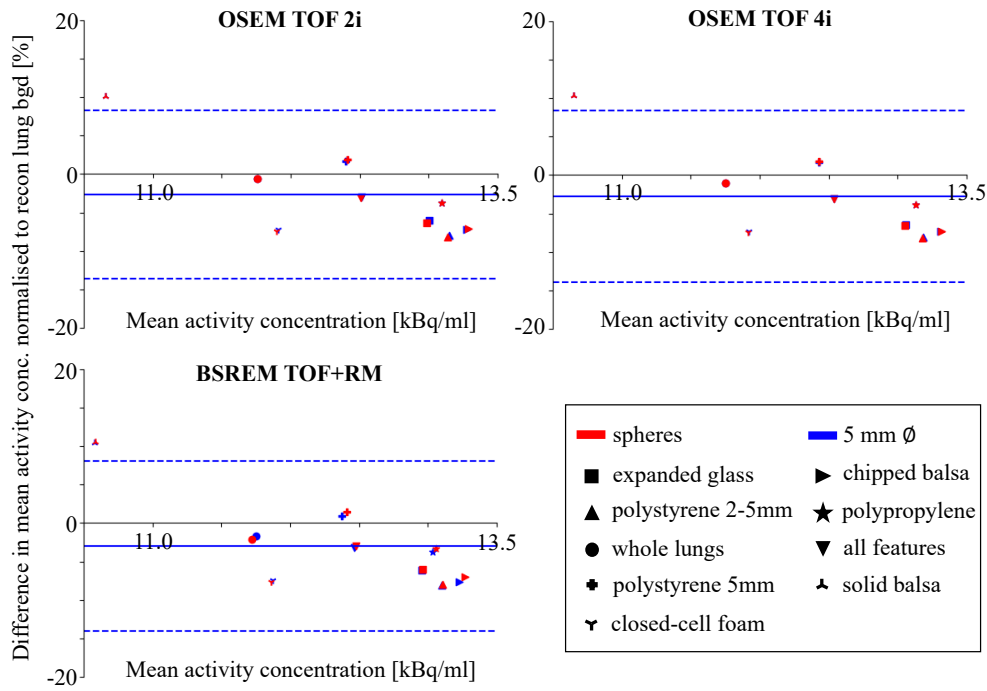 Difference in mean activity conc. normalised to recon lung bgd [%]
OSEM TOF 2i
20
0
-20
11.0
13.5
Mean activity concentration [kBq/ml]
OSEM TOF 4i
20
0
-20
11.0
13.5
Mean activity concentration [kBq/ml]
BSREM TOF+RM
20
0
-20
11.0
13.5
Mean activity concentration [kBq/ml]
spheres
5 mm Ø
expanded glass
chipped balsa
polystyrene 2-5mm
polypropylene
whole lungs
all features
polystyrene 5mm
solid balsa
closed-cell foam